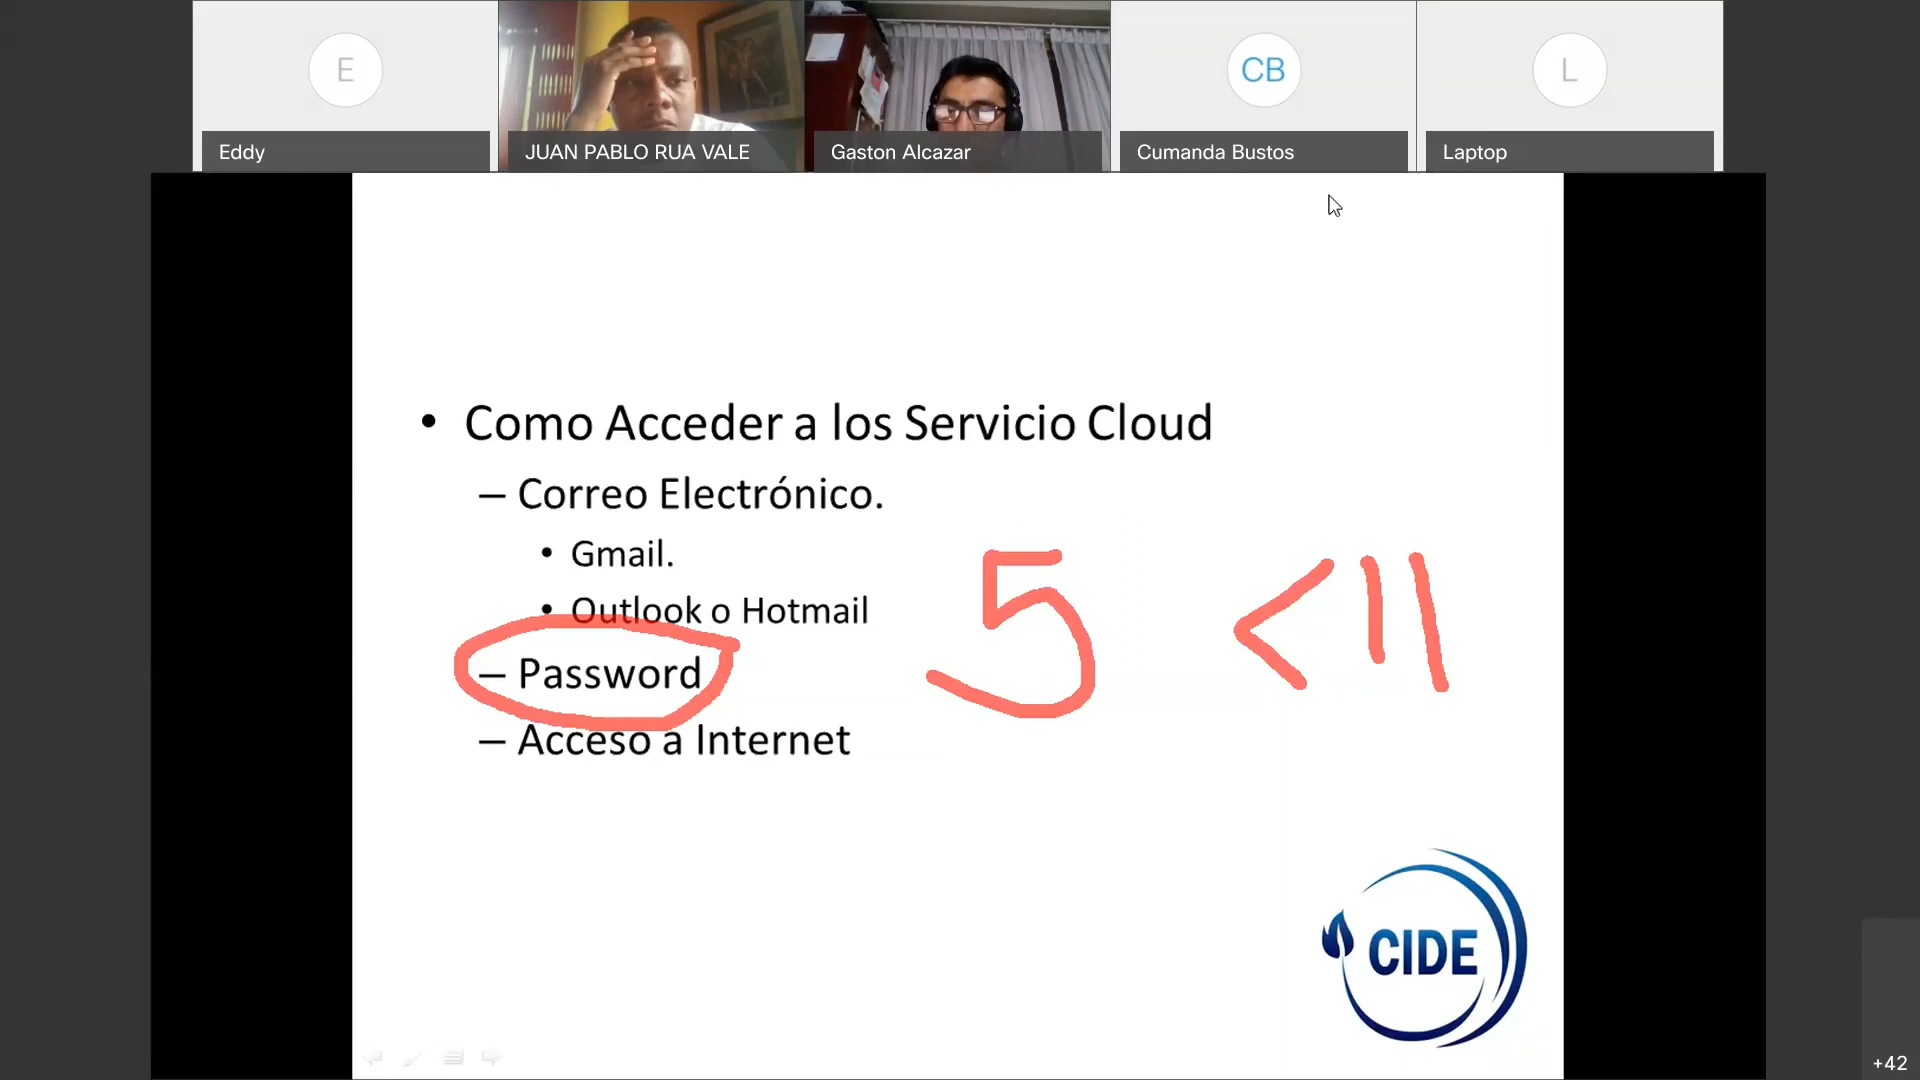 E
CB
L
Eddy
JUAN PABLO RUA VALE
Gaston Alcazar
Cumanda Bustos
Laptop
• Como Acceder a los Servicio Cloud
– Correo Electrónico.
• Gmail.
• Outlook o Hotmail
– Password
5 <11
– Acceso a Internet
CIDE
+42